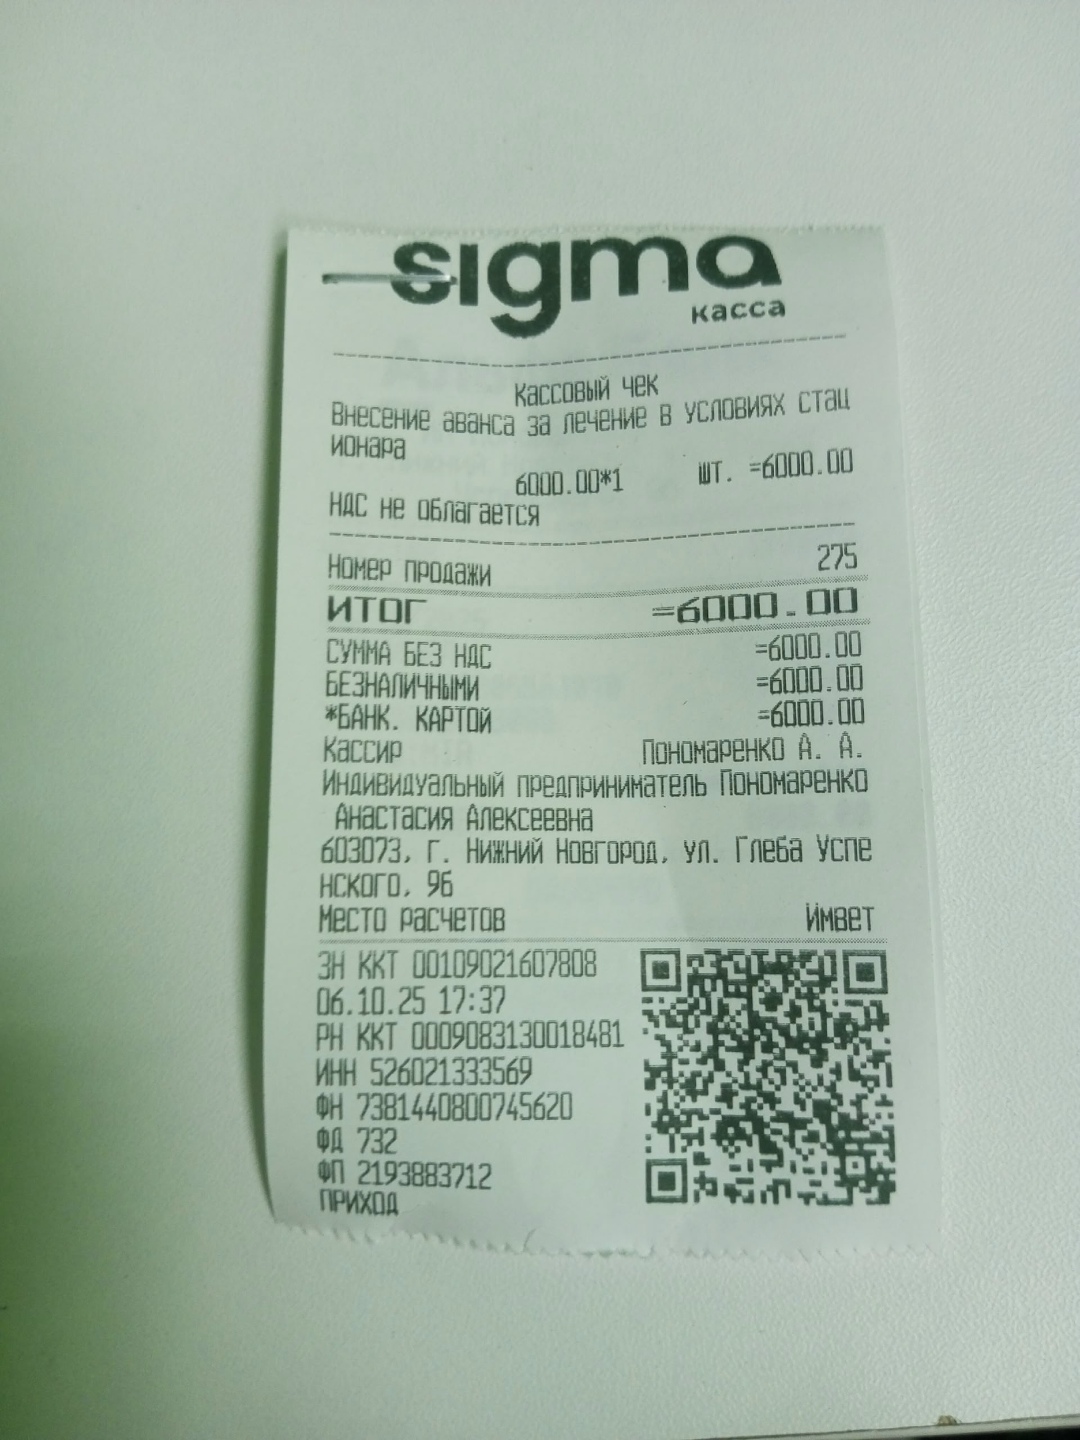 sigma
касса
Кассовый чек
Внесение аванса за лечение в условиях стац
ионара
6000.00*1 шт. =6000.00
НДС не облагается
Номер продажи 275
ИТОГ =6000.00
СУММА БЕЗ НДС =6000.00
БЕЗНАЛИЧНЫМИ =6000.00
*БАНК. КАРТОЙ =6000.00
Кассир Пономаренко А. А.
Индивидуальный предприниматель Пономаренко
Анастасия Алексеевна
603073, г. Нижний Новгород, ул. Глеба Успе
нского, 9б
Место расчетов Имвет
ЗН ККТ 00109021607808
06.10.25 17:37
РН ККТ 0009083130018481
ИНН 526021333569
ФН 7381440800745620
ФД 732
ФП 2193883712
ПРИХОД